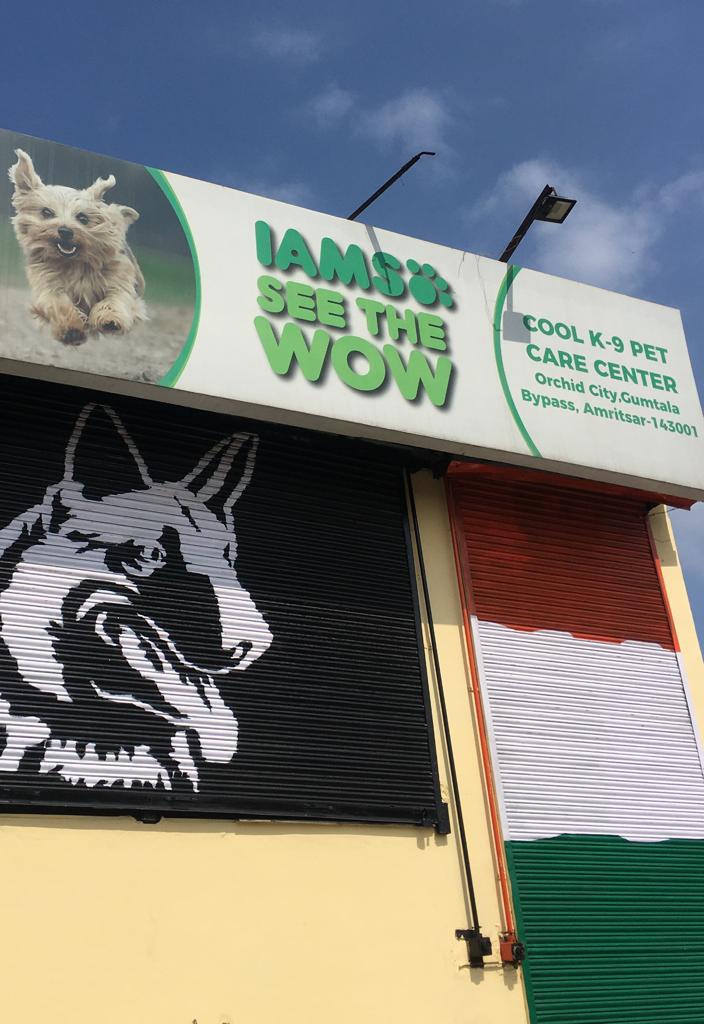 IAMS
SEE THE
WOW
COOL K-9 PET
CARE CENTER
Orchid City,Gumtala
Bypass, Amritsar-143001